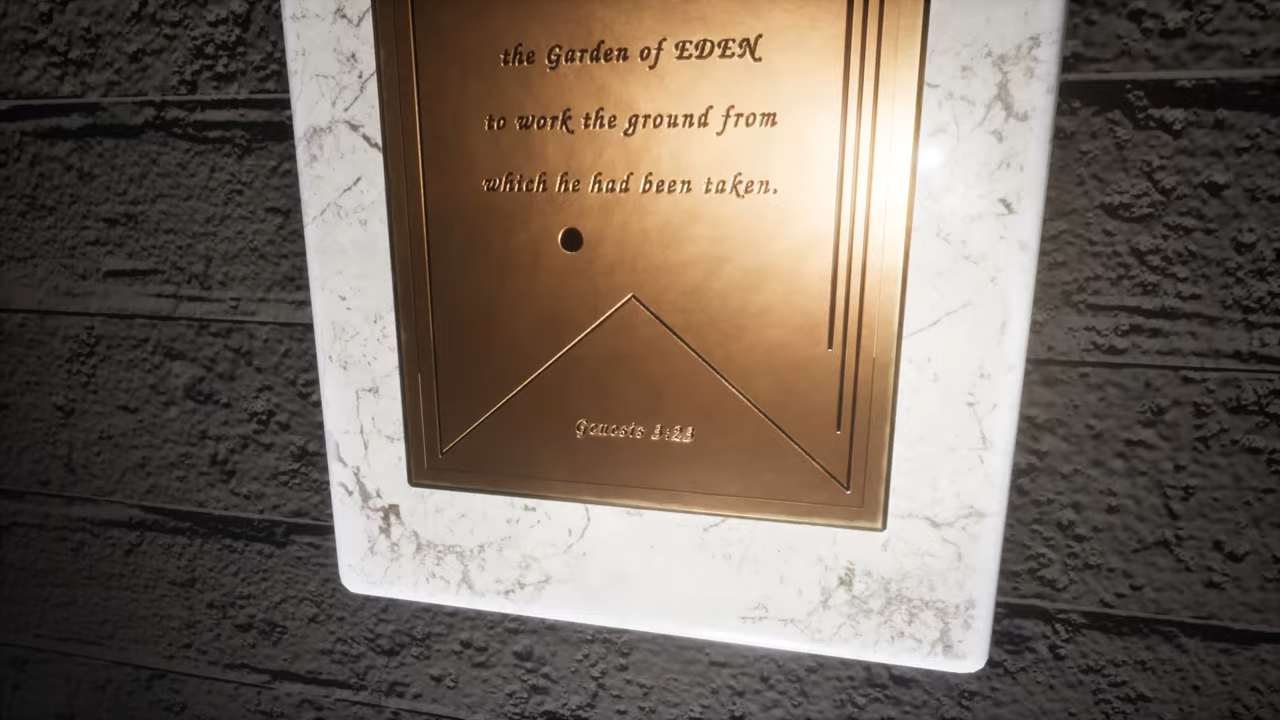 the Garden of EDEN
to work the ground from
which he had been taken.
Genesis 3:23